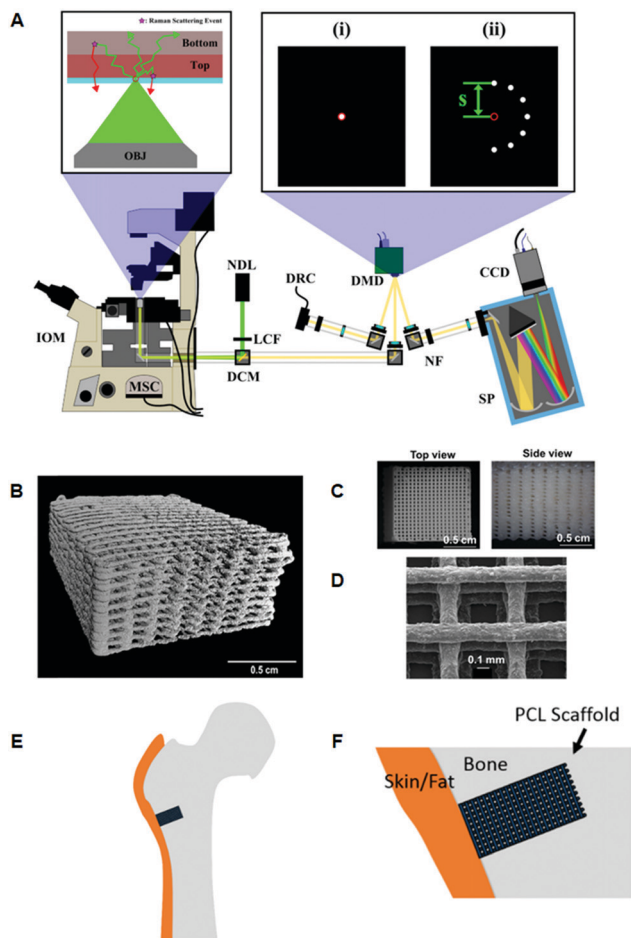 A
☆: Raman Scattering Event
Bottom
Top
OBJ
(i)
(ii)
s
NDL
DRC
DMD
CCD
IOM
LCF
NF
DCM
MSC
SP
B
0.5 cm
C
Top view
Side view
0.5 cm
0.5 cm
D
0.1 mm
E
F
PCL Scaffold
Bone
Skin/Fat